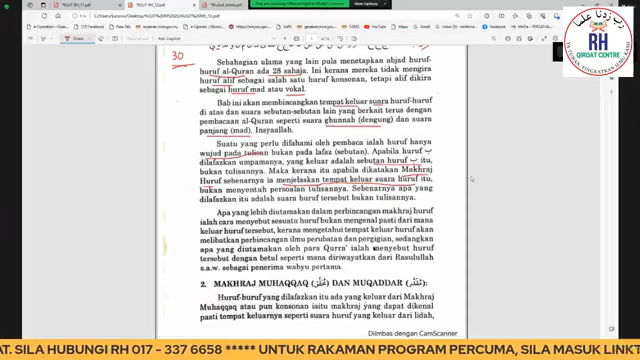 30
Sebahagian ulama yang lain pula menetapkan abjad huruf-
huruf al-Quran ada 28 sahaja. Ini kerana mereka tidak mengira
huruf alif sebagai salah satu huruf konsonan, tetapi alif dikira
sebagai huruf mad atau vokal.
Bab ini akan membincangkan tempat keluar suara huruf-huruf
di atas dan suara sebutan-sebutan lain yang berkait terus dengan
pembacaan al-Quran seperti suara ghunnah (dengung) dan suara
panjang (mad), Insyaallah.
Suatu yang perlu difahami oleh pembaca ialah huruf hanya
wujud pada tulisan bukan pada lafaz (sebutan). Apabila huruf ب
dilafazkan umpamanya, yang keluar adalah sebutan huruf ب itu,
bukan tulisannya. Maka kerana itu apabila dikatakan Makhraj
Huruf sebenarnya ia menjelaskan tempat keluar suara huruf itu,
bukan menyentuh persoalan tulisannya. Sebenarnya apa yang
dilafazkan itu adalah suara huruf tersebut bukan tulisannya.
Apa yang lebih diutamakan dalam perbincangan makhraj huruf
ialah cara menyebut sesuatu huruf bukan mengenal pasti dari mana
keluar huruf tersebut, kerana mengetahui tempat keluar huruf akan
melibatkan perbincangan ilmu perubatan dan pergigian, sedangkan
apa yang diutamakan oleh para Qurra' ialah menyebut huruf
tersebut dengan betul seperti mana diriwayatkan dari Rasulullah
s.a.w. sebagai penerima wahyu pertama.
2. MAKHRAJ MUHAQQAQ (مُحَقَّق) DAN MUQADDAR (مُقَدَّر):
Huruf-huruf yang dilafazkan itu ada yang keluar dari Makhraj
Muhaqqaq atau pun konsonan iaitu makhraj yang dapat dikenal
pasti tempat keluarnya seperti suara huruf yang keluar dari lidah,
Diimbas dengan CamScanner
RH
QIROAT CENTRE
AT. SILA HUBUNGI RH 017 - 337 6658 ***** UNTUK RAKAMAN PROGRAM PERCUMA, SILA MASUK LINKT